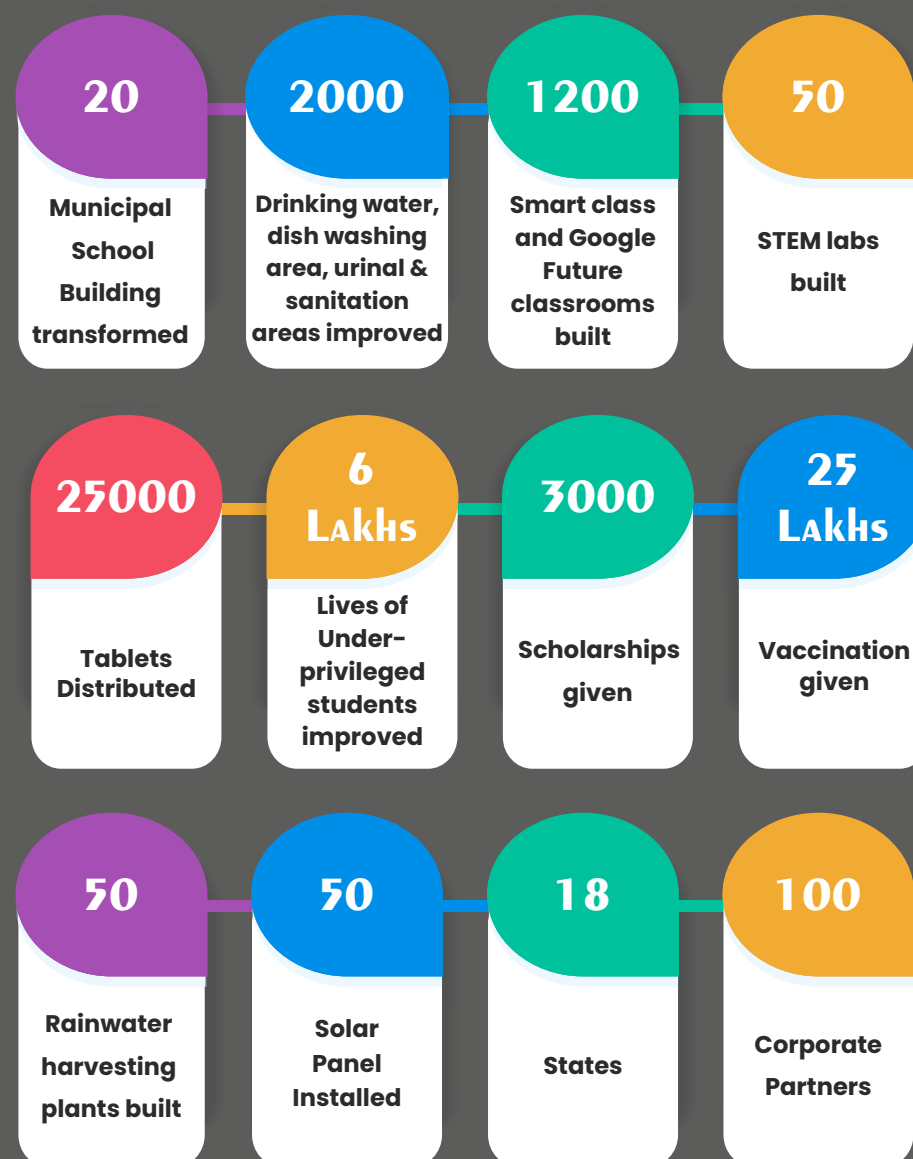 20
Municipal
School
Building
transformed
2000
Drinking water,
dish washing
area, urinal &
sanitation
areas improved
1200
Smart class
and Google
Future
classrooms
built
50
STEM labs
built
25000
Tablets
Distributed
6
Lakhs
Lives of
Under-
privileged
students
improved
3000
Scholarships
given
25
Lakhs
Vaccination
given
50
Rainwater
harvesting
plants built
50
Solar
Panel
Installed
18
States
100
Corporate
Partners